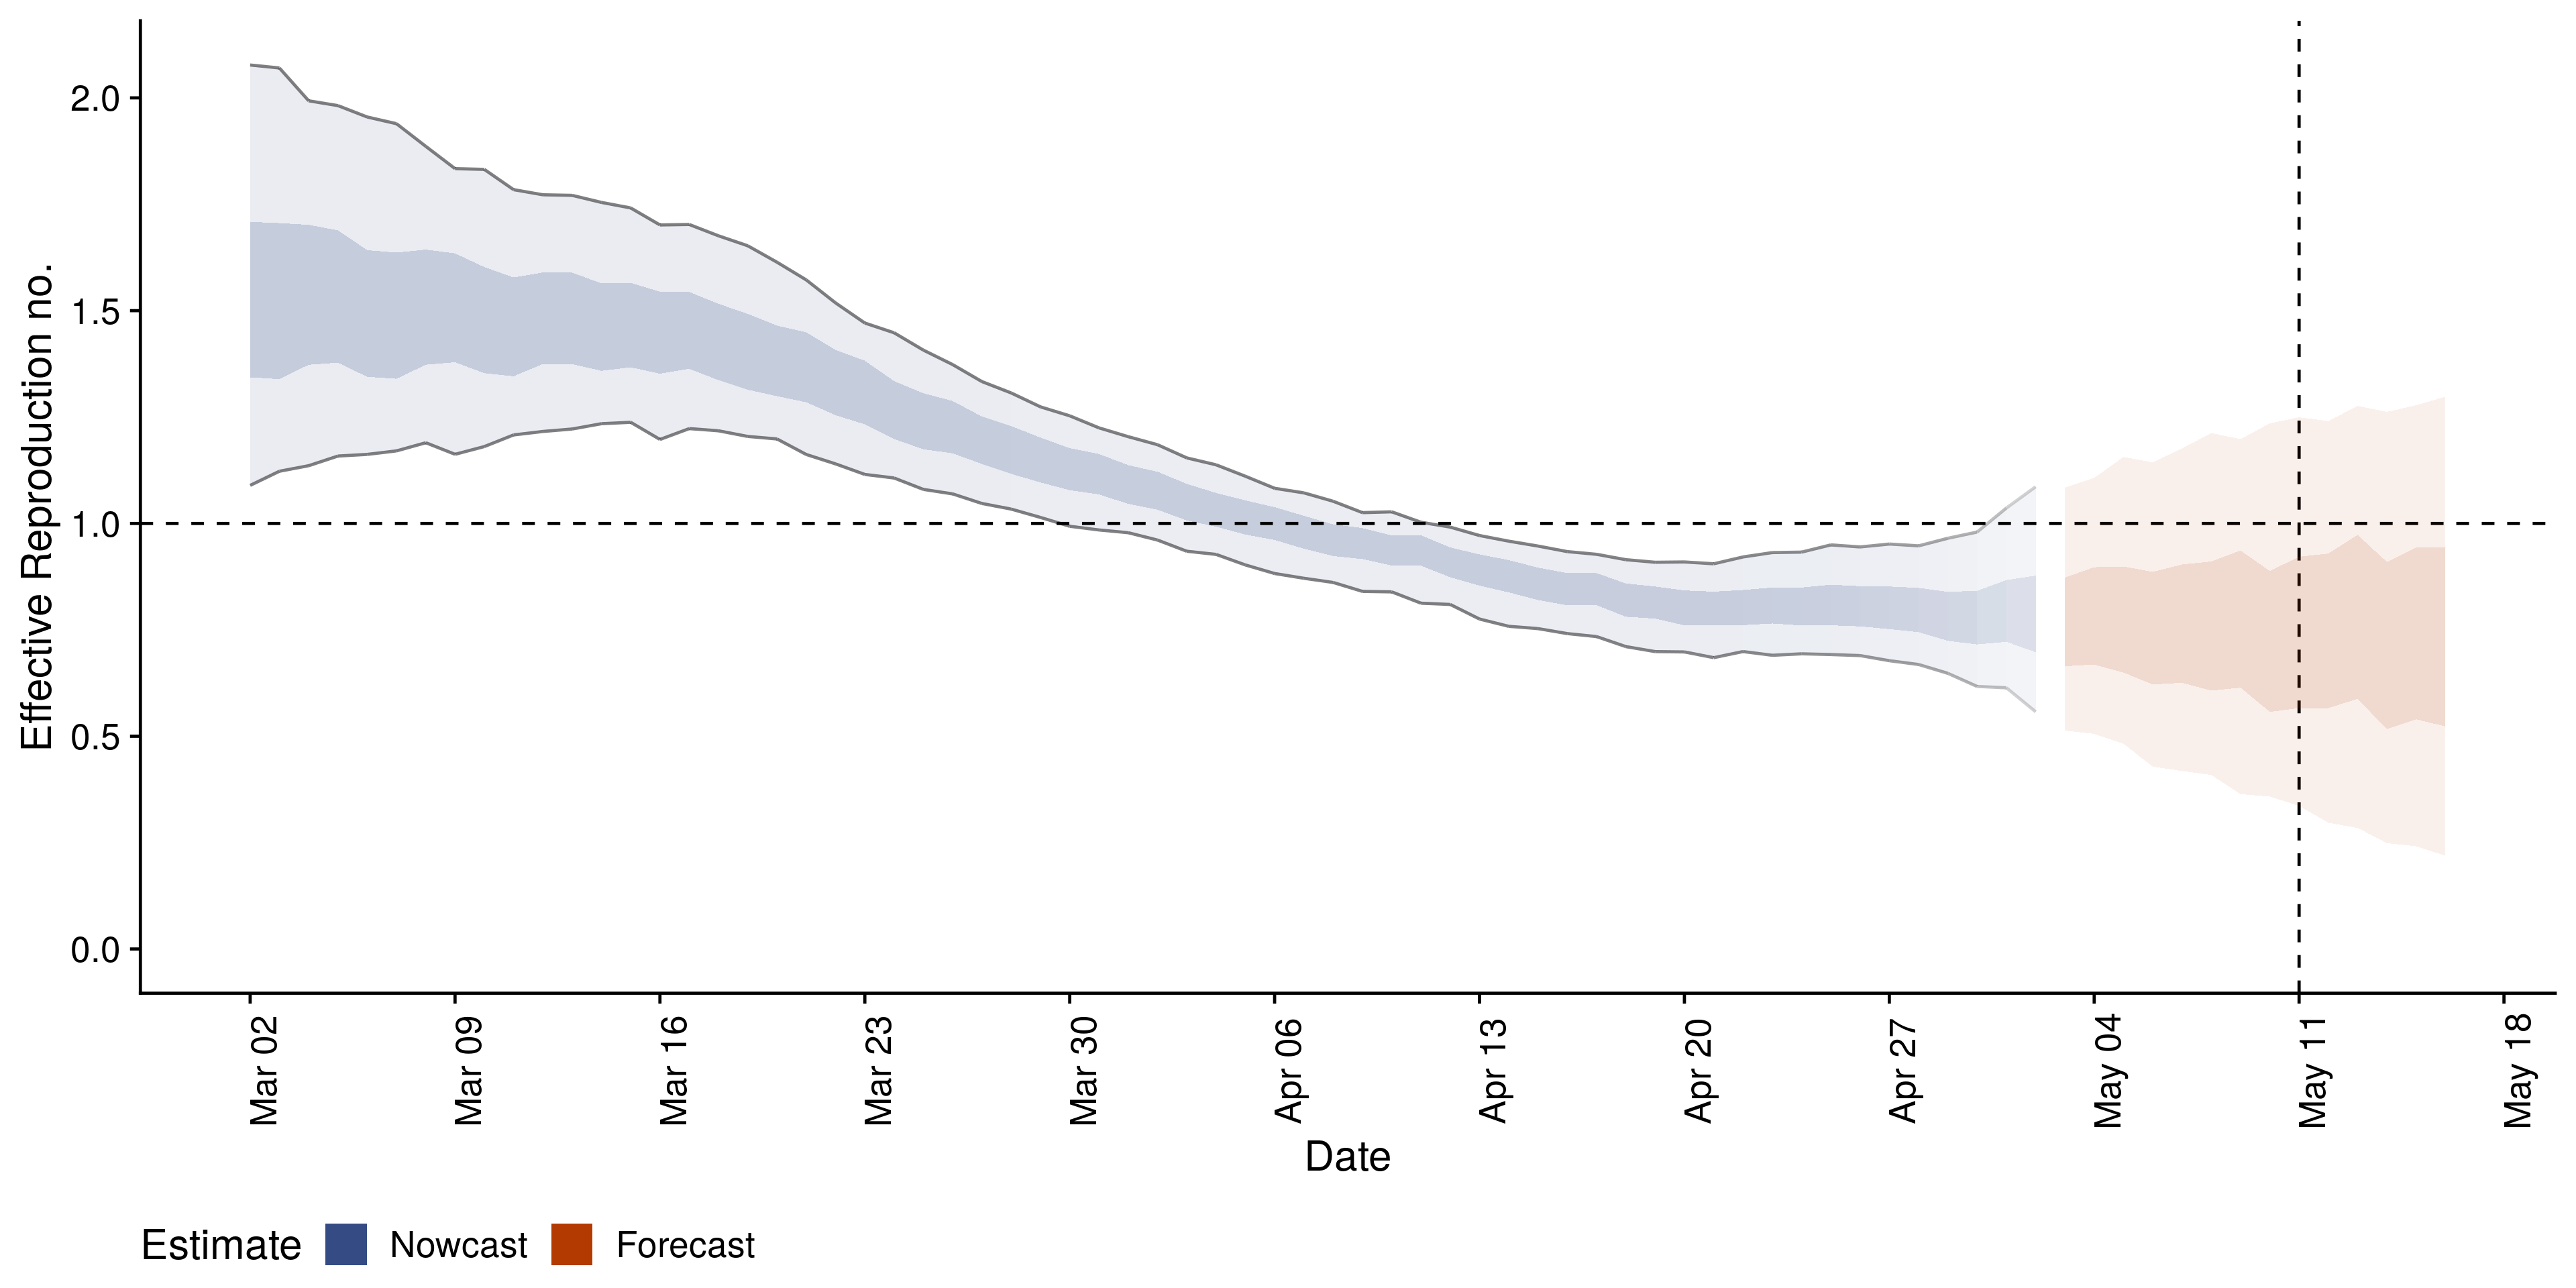 Effective Reproduction no.
2.0
1.5
1.0
0.5
0.0
Mar 02
Mar 09
Mar 16
Mar 23
Mar 30
Apr 06
Apr 13
Apr 20
Apr 27
May 04
May 11
May 18
Date
Estimate Nowcast Forecast